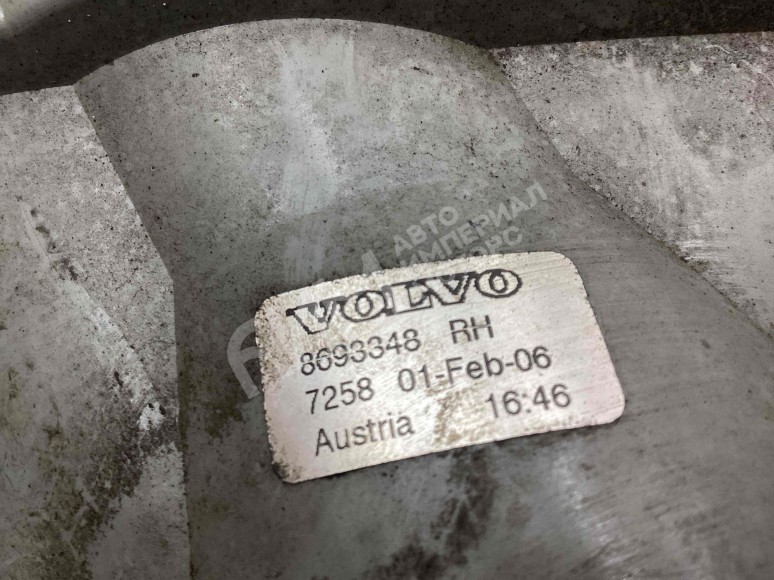 АВТО
ИМПЕРИАЛ
VOLVO
8693348 RH
7258 01-Feb-06
Austria 16:46